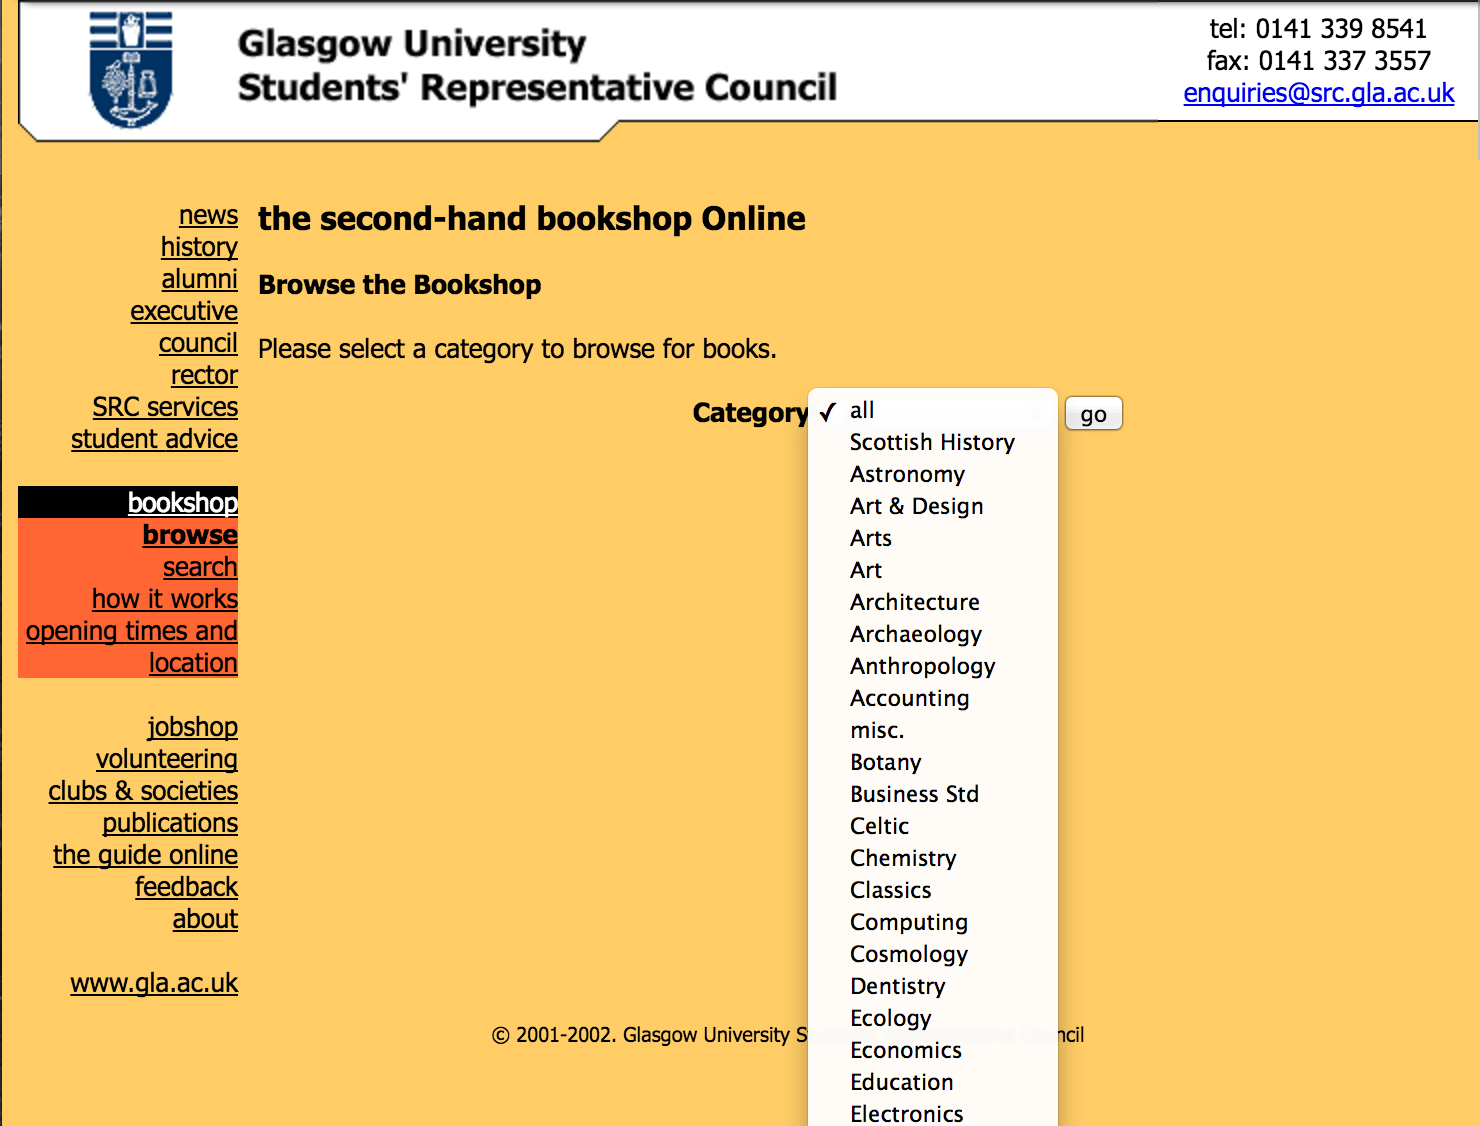 Glasgow University
Students' Representative Council
tel: 0141 339 8541
fax: 0141 337 3557
enquiries@src.gla.ac.uk
news
history
alumni
executive
council
rector
SRC services
student advice
bookshop
browse
search
how it works
opening times and
location
jobshop
volunteering
clubs & societies
publications
the guide online
feedback
about
www.gla.ac.uk
the second-hand bookshop Online
Browse the Bookshop
Please select a category to browse for books.
Category
✓ all
Scottish History
Astronomy
Art & Design
Arts
Art
Architecture
Archaeology
Anthropology
Accounting
misc.
Botany
Business Std
Celtic
Chemistry
Classics
Computing
Cosmology
Dentistry
Ecology
Economics
Education
Electronics
go
© 2001-2002. Glasgow University